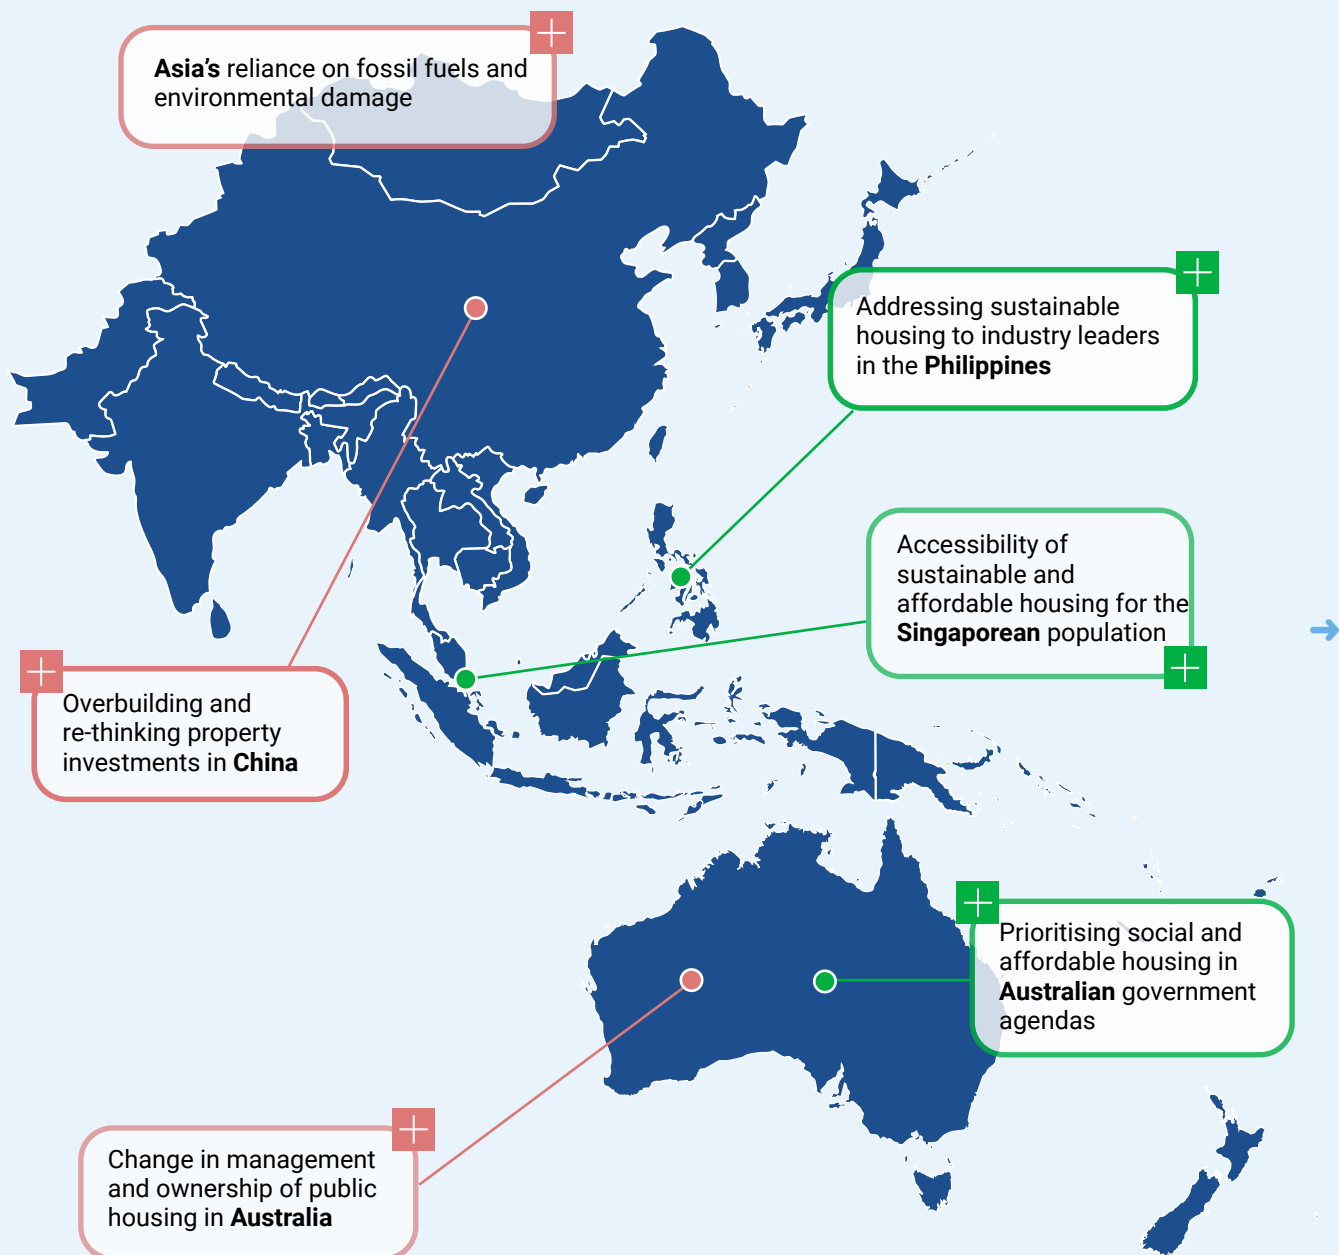 Asia's reliance on fossil fuels and
environmental damage
Addressing sustainable
housing to industry leaders
in the Philippines
Accessibility of
sustainable and
affordable housing for the
Singaporean population
Overbuilding and
re-thinking property
investments in China
Prioritising social and
affordable housing in
Australian government
agendas
Change in management
and ownership of public
housing in Australia